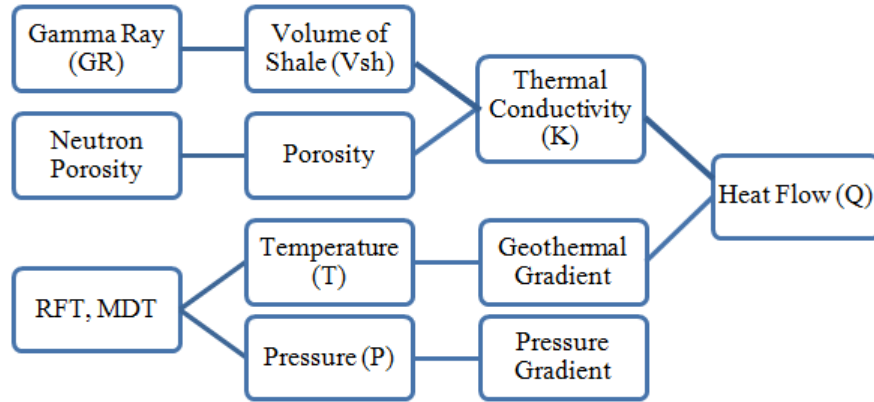 Gamma Ray
(GR)
Volume of
Shale (Vsh)
Thermal
Conductivity
(K)
Neutron
Porosity
Porosity
Heat Flow (Q)
Temperature
(T)
Geothermal
Gradient
RFT, MDT
Pressure (P)
Pressure
Gradient